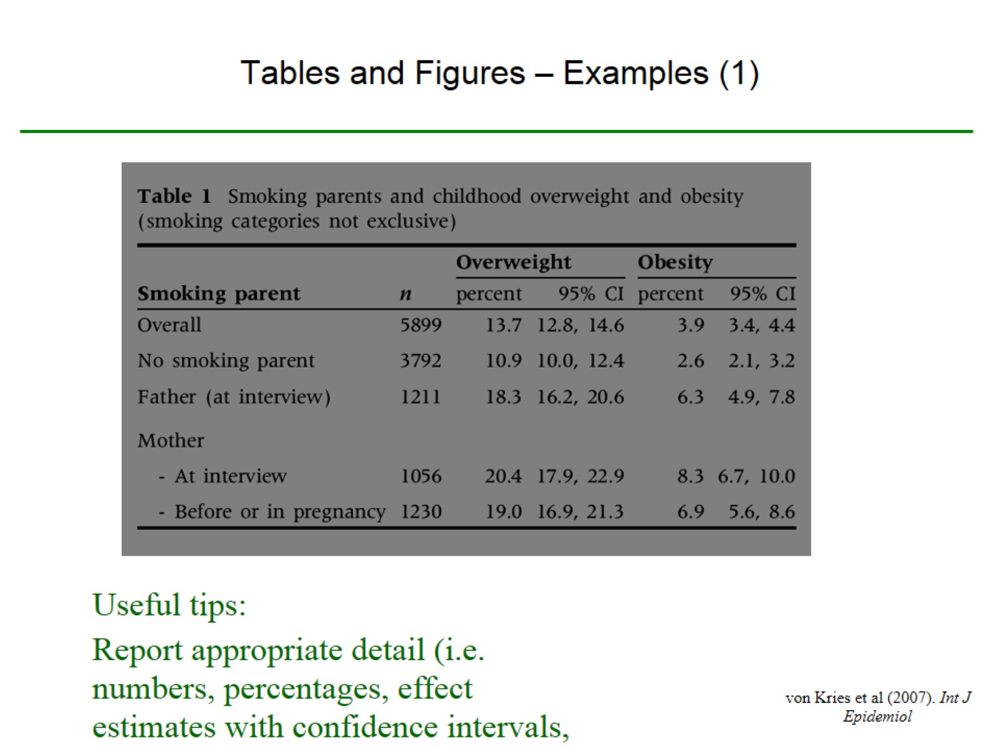 Tables and Figures – Examples (1)
Table 1 Smoking parents and childhood overweight and obesity
(smoking categories not exclusive)
Overweight Obesity
Smoking parent n percent 95% CI percent 95% CI
Overall 5899 13.7 12.8, 14.6 3.9 3.4, 4.4
No smoking parent 3792 10.9 10.0, 12.4 2.6 2.1, 3.2
Father (at interview) 1211 18.3 16.2, 20.6 6.3 4.9, 7.8
Mother
- At interview 1056 20.4 17.9, 22.9 8.3 6.7, 10.0
- Before or in pregnancy 1230 19.0 16.9, 21.3 6.9 5.6, 8.6
Useful tips:
Report appropriate detail (i.e.
numbers, percentages, effect
estimates with confidence intervals,
von Kries et al (2007). Int J
Epidemiol